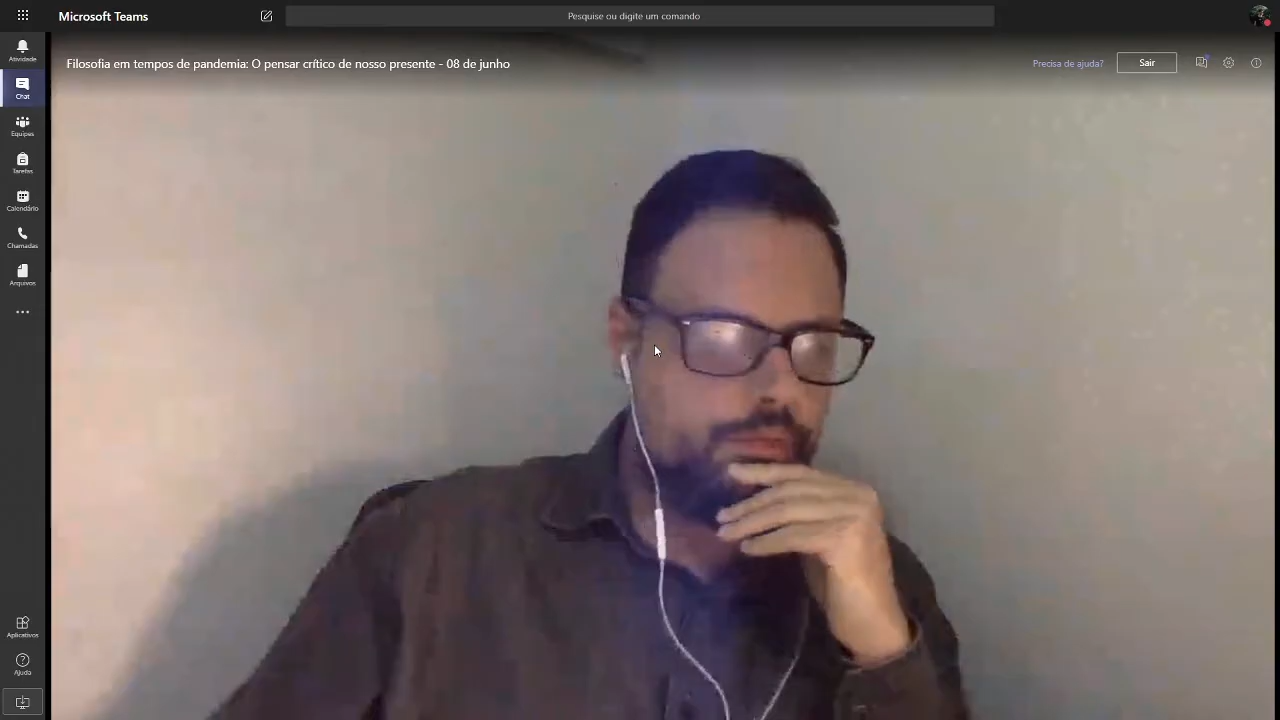 Microsoft Teams
Pesquise ou digite um comando
Filosofia em tempos de pandemia: O pensar crítico de nosso presente - 08 de junho
Precisa de ajuda?
Sair
Atividade
Chat
Equipes
Tarefas
Calendário
Chamadas
Arquivos
Aplicativos
Ajuda